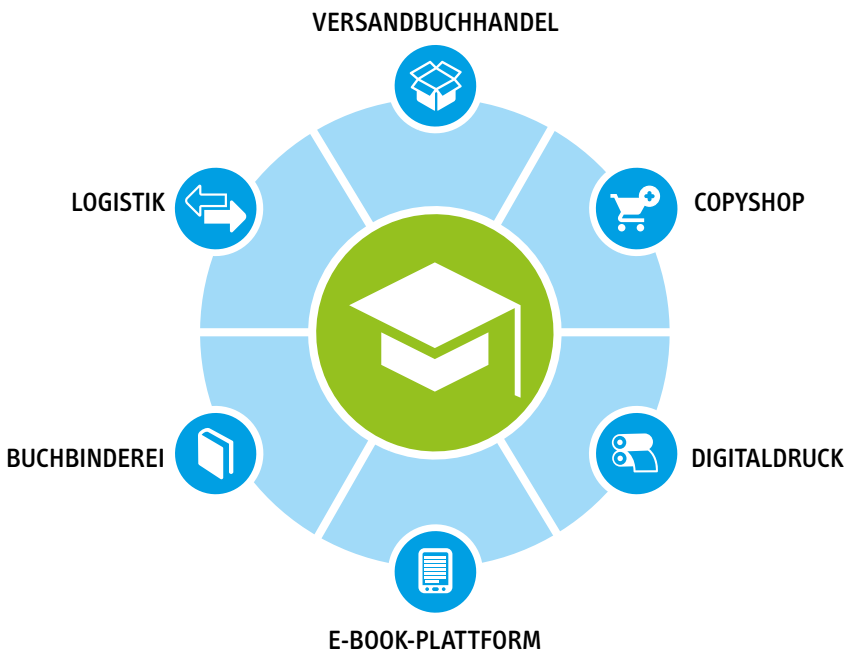 VERSANDBUCHHANDEL
LOGISTIK
COPYSHOP
BUCHBINDEREI
DIGITALDRUCK
E-BOOK-PLATTFORM